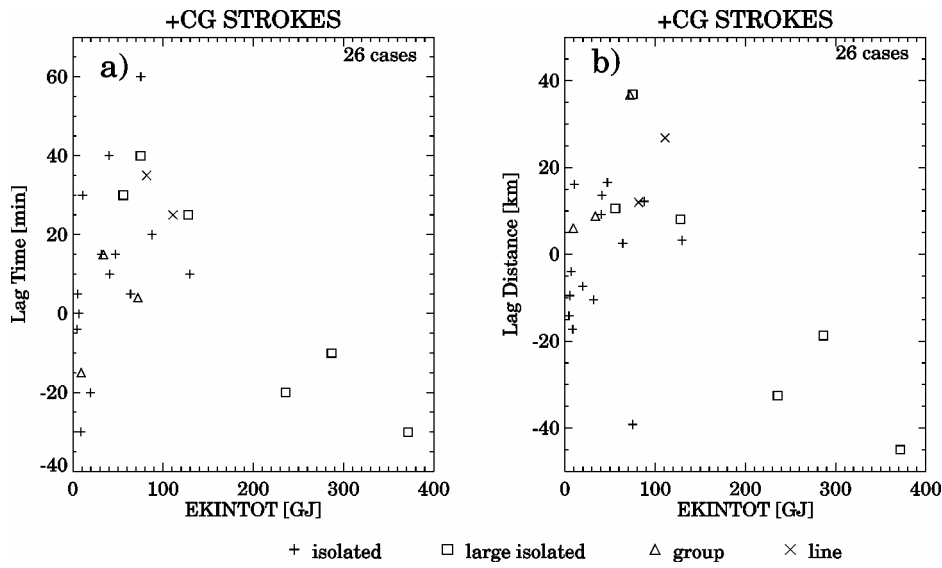 +CG STROKES
a)
26 cases
60
40
20
0
-20
-40
Lag Time [min]
0 100 200 300 400
EKINTOT [GJ]
+CG STROKES
b)
26 cases
40
20
0
-20
-40
Lag Distance [km]
0 100 200 300 400
EKINTOT [GJ]
+ isolated □ large isolated △ group × line